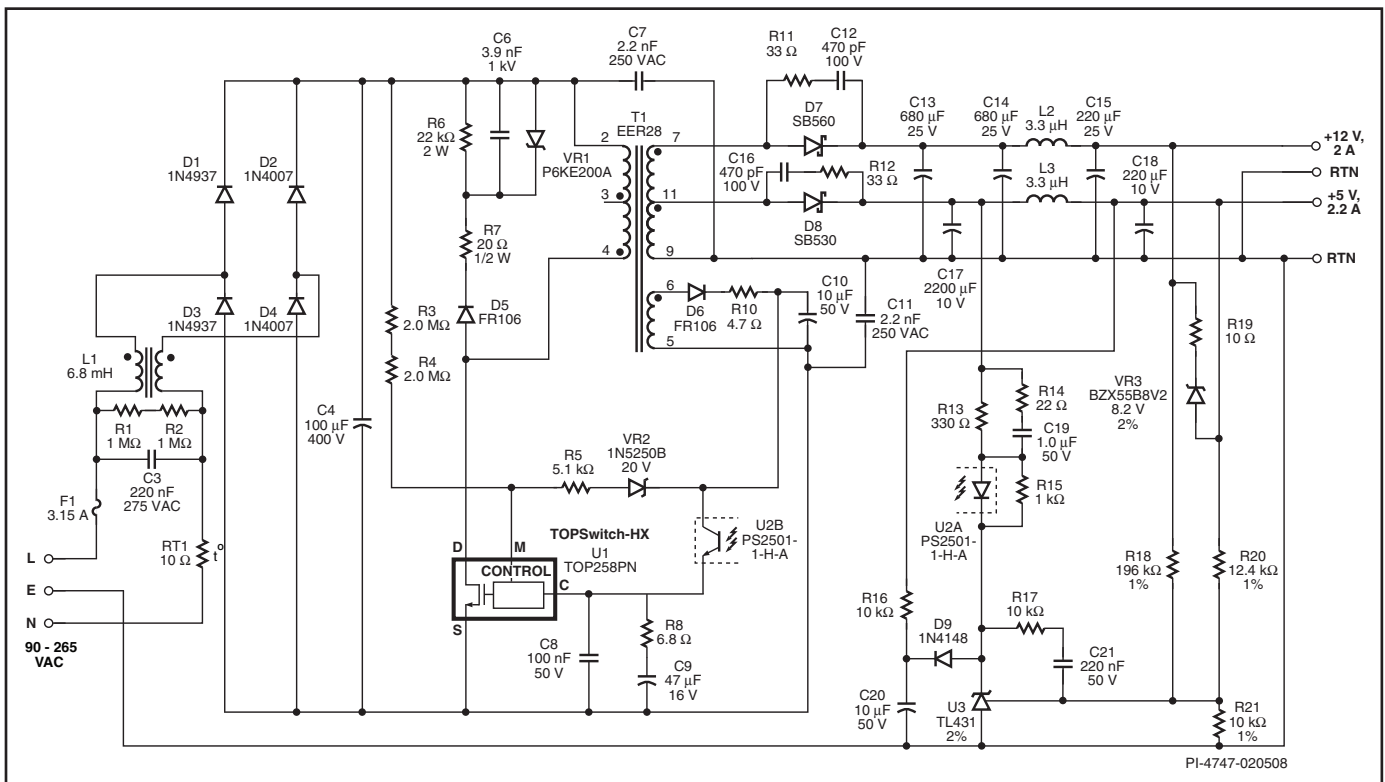 C6
3.9 nF
1 kV
C7
2.2 nF
250 VAC
R11
33 Ω
C12
470 pF
100 V
D7
SB560
C13
680 µF
25 V
C14
680 µF
25 V
L2
3.3 µH
C15
220 µF
25 V
+12 V,
2 A
RTN
+5 V,
2.2 A
RTN
R6
22 kΩ
2 W
VR1
P6KE200A
T1
EER28
2
7
3
11
4
9
6
5
C16
470 pF
100 V
R12
33 Ω
D8
SB530
L3
3.3 µH
C18
220 µF
10 V
D1
1N4937
D2
1N4007
D3
1N4937
D4
1N4007
R7
20 Ω
1/2 W
D5
FR106
R3
2.0 MΩ
R4
2.0 MΩ
D6
FR106
R10
4.7 Ω
C10
10 µF
50 V
C11
2.2 nF
250 VAC
C17
2200 µF
10 V
R19
10 Ω
VR3
BZX55B8V2
8.2 V
2%
L1
6.8 mH
R1
1 MΩ
R2
1 MΩ
C3
220 nF
275 VAC
C4
100 µF
400 V
R13
330 Ω
R14
22 Ω
C19
1.0 µF
50 V
R15
1 kΩ
U2A
PS2501-
1-H-A
F1
3.15 A
RT1
10 Ω
t°
R5
5.1 kΩ
VR2
1N5250B
20 V
U2B
PS2501-
1-H-A
TOPSwitch-HX
U1
TOP258PN
D
M
CONTROL
C
S
L
E
N
90 - 265
VAC
C8
100 nF
50 V
R8
6.8 Ω
C9
47 µF
16 V
R16
10 kΩ
D9
1N4148
R17
10 kΩ
C21
220 nF
50 V
R18
196 kΩ
1%
R20
12.4 kΩ
1%
C20
10 µF
50 V
U3
TL431
2%
R21
10 kΩ
1%
PI-4747-020508